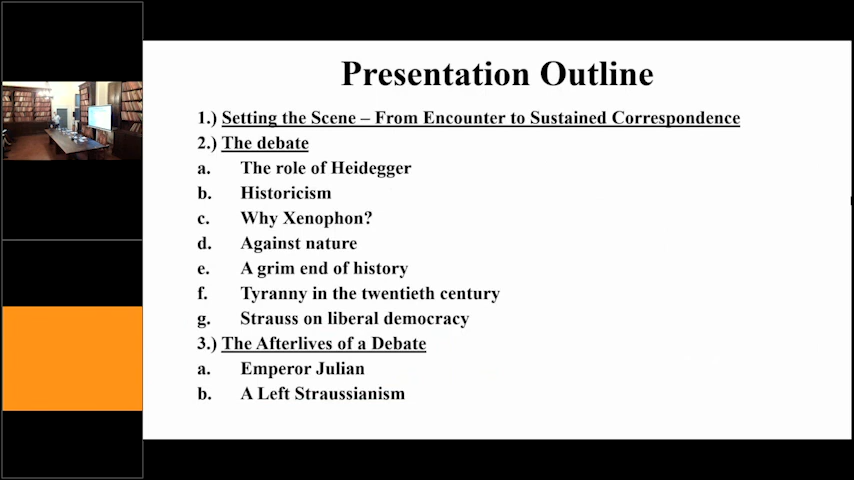 Presentation Outline
1.) Setting the Scene – From Encounter to Sustained Correspondence
2.) The debate
a. The role of Heidegger
b. Historicism
c. Why Xenophon?
d. Against nature
e. A grim end of history
f. Tyranny in the twentieth century
g. Strauss on liberal democracy
3.) The Afterlives of a Debate
a. Emperor Julian
b. A Left Straussianism